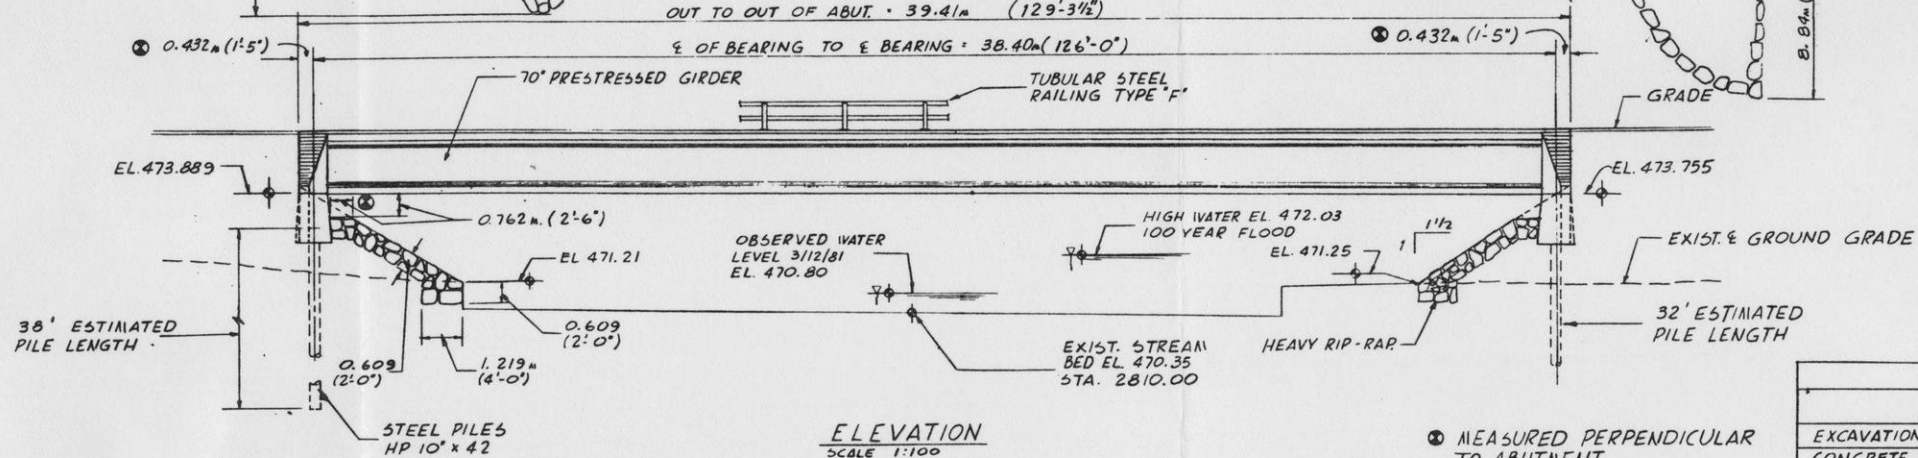 OUT TO OUT OF ABUT. · 39.41m (129'-3½")
0.432m (1'-5")
℄ OF BEARING TO ℄ BEARING = 38.40m (126'-0")
0.432m (1'-5")
8.84m (
70" PRESTRESSED GIRDER
TUBULAR STEEL
RAILING TYPE "F"
GRADE
EL. 473.889
EL. 473.755
0.762m. (2'-6")
HIGH WATER EL. 472.03
100 YEAR FLOOD
1½
1
OBSERVED WATER
LEVEL 3/12/81
EL. 470.80
EL 471.21
EL. 471.25
EXIST. ℄ GROUND GRADE
38' ESTIMATED
PILE LENGTH
0.609
(2'-0")
0.609
(2'-0")
1.219m
(4'-0")
EXIST. STREAM
BED EL. 470.35
STA. 2810.00
HEAVY RIP-RAP
32' ESTIMATED
PILE LENGTH
STEEL PILES
HP 10" x 42
ELEVATION
SCALE 1:100
MEASURED PERPENDICULAR
TO ABUTMENT
EXCAVATION
CONCRETE